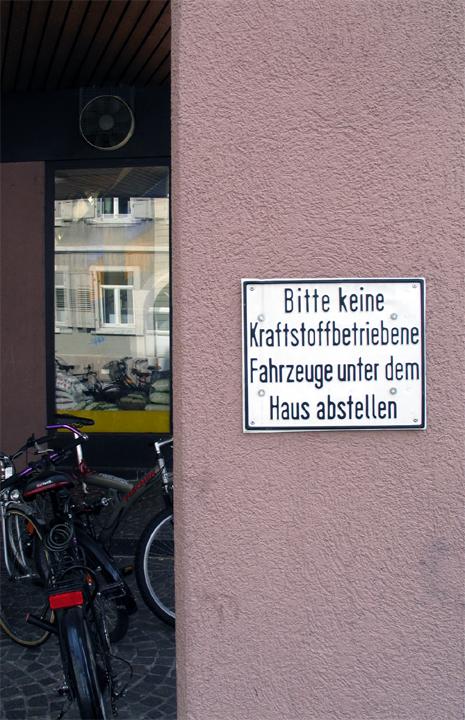 Bitte keine
Kraftstoffbetriebene
Fahrzeuge unter dem
Haus abstellen